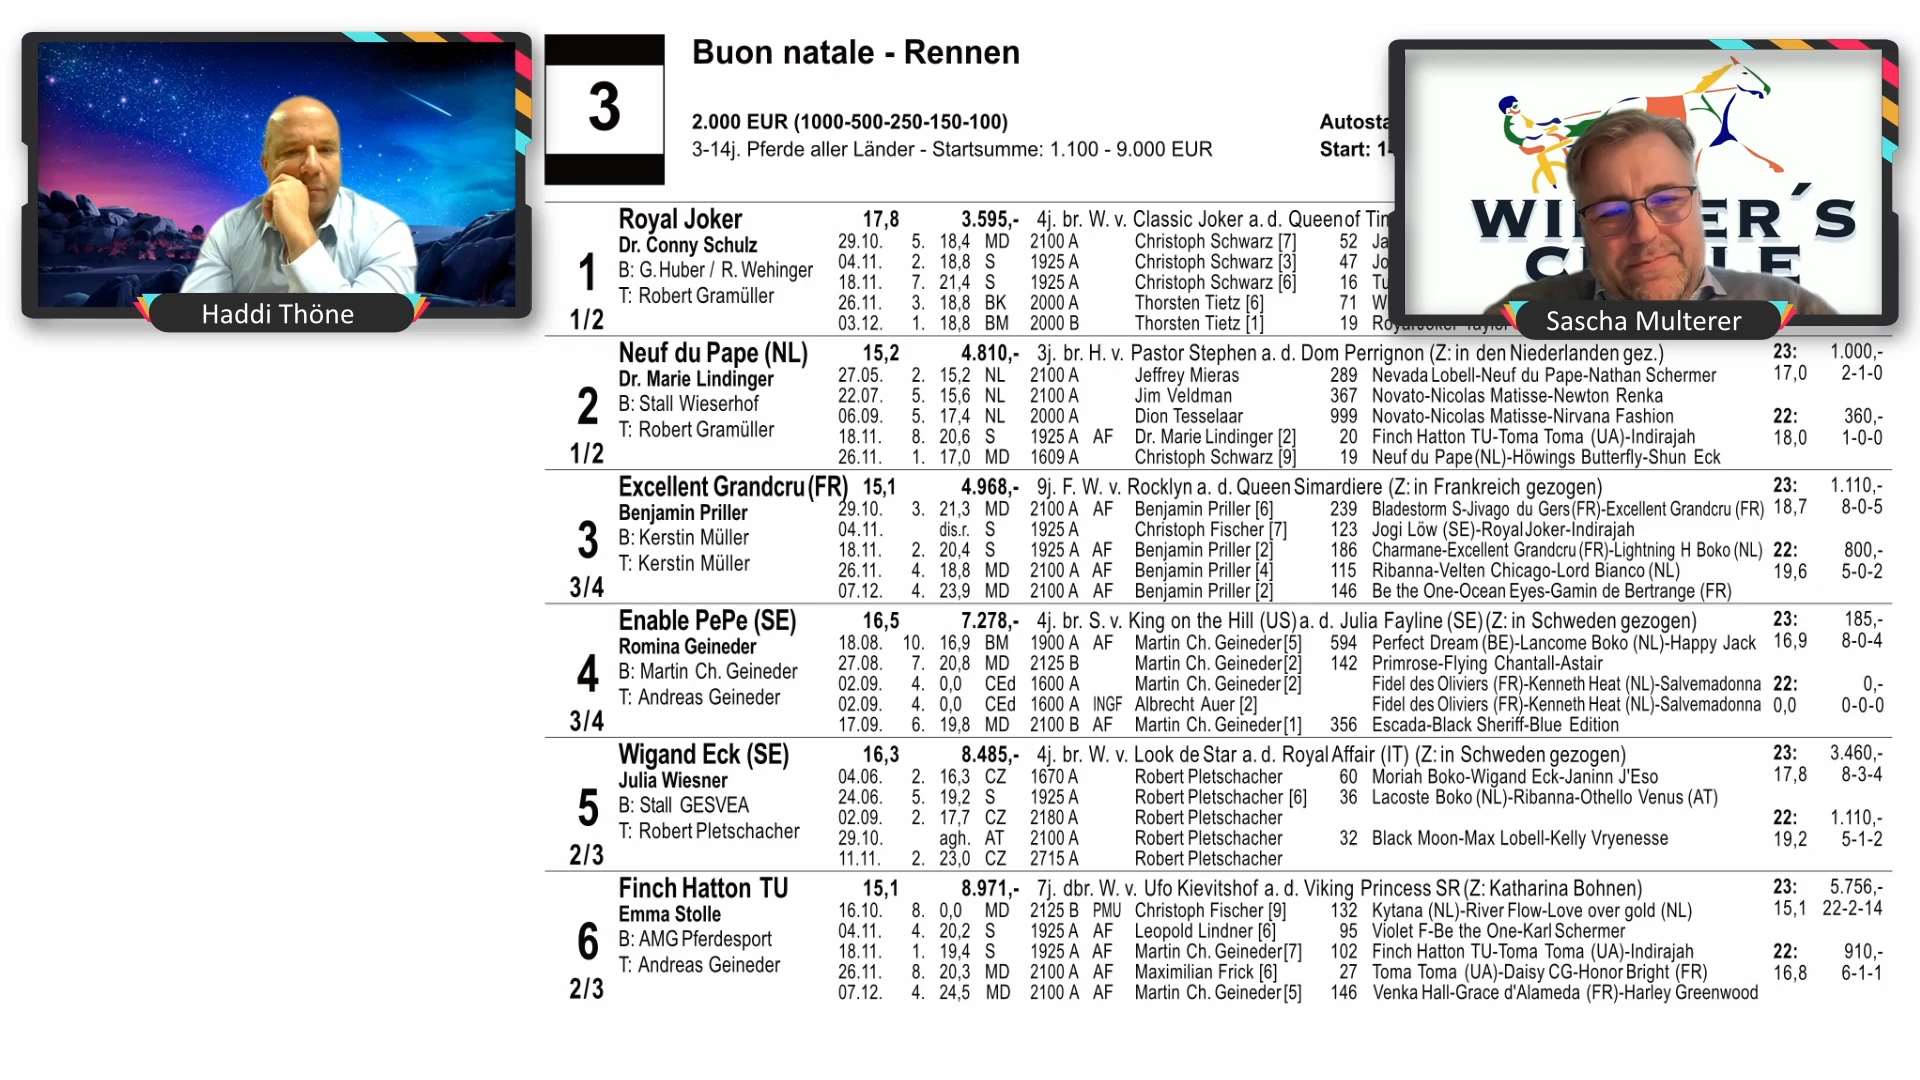 Haddi Thöne
3
Buon natale - Rennen
2.000 EUR (1000-500-250-150-100)
3-14j. Pferde aller Länder - Startsumme: 1.100 - 9.000 EUR
Start:
Sascha Multerer
1
1/2
Royal Joker 17,8 3.595,- 4j. br. W. v. Classic Joker a. d. Queen of
Dr. Conny Schulz
B: G.Huber / R. Wehinger
T: Robert Gramüller
29.10. 5. 18,4 MD 2100 A Christoph Schwarz [7] 52
04.11. 2. 18,8 S 1925 A Christoph Schwarz [3] 47
18.11. 7. 21,4 S 1925 A Christoph Schwarz [6] 16
26.11. 3. 18,8 BK 2000 A Thorsten Tietz [6] 71
03.12. 1. 18,8 BM 2000 B Thorsten Tietz [1] 19
2
1/2
Neuf du Pape (NL) 15,2 4.810,- 3j. br. H. v. Pastor Stephen a. d. Dom Perrignon (Z: in den Niederlanden gez.) 23: 1.000,-
Dr. Marie Lindinger
B: Stall Wieserhof
T: Robert Gramüller
27.05. 2. 15,2 NL 2100 A Jeffrey Mieras 289 Nevada Lobell-Neuf du Pape-Nathan Schermer 17,0 2-1-0
22.07. 5. 15,6 NL 2100 A Jim Veldman 367 Novato-Nicolas Matisse-Newton Renka
06.09. 5. 17,4 NL 2000 A Dion Tesselaar 999 Novato-Nicolas Matisse-Nirvana Fashion 22: 360,-
18.11. 8. 20,6 S 1925 A AF Dr. Marie Lindinger [2] 20 Finch Hatton TU-Toma Toma (UA)-Indirajah 18,0 1-0-0
26.11. 1. 17,0 MD 1609 A Christoph Schwarz [9] 19 Neuf du Pape (NL)-Höwings Butterfly-Shun Eck
3
3/4
Excellent Grandcru (FR) 15,1 4.968,- 9j. F. W. v. Rocklyn a. d. Queen Simardiere (Z: in Frankreich gezogen) 23: 1.110,-
Benjamin Priller
B: Kerstin Müller
T: Kerstin Müller
29.10. 3. 21,3 MD 2100 A AF Benjamin Priller [6] 239 Bladestorm S-Jivago du Gers (FR)-Excellent Grandcru (FR) 18,7 8-0-5
04.11. dis.r. S 1925 A Christoph Fischer [7] 123 Jogi Löw (SE)-Royal Joker-Indirajah
18.11. 2. 20,4 S 1925 A AF Benjamin Priller [2] 186 Charmane-Excellent Grandcru (FR)-Lightning H Boko (NL) 22: 800,-
26.11. 4. 18,8 MD 2100 A AF Benjamin Priller [4] 115 Ribanna-Velten Chicago-Lord Bianco (NL) 19,6 5-0-2
07.12. 4. 23,9 MD 2100 A AF Benjamin Priller [2] 146 Be the One-Ocean Eyes-Gamin de Bertrange (FR)
4
3/4
Enable PePe (SE) 16,5 7.278,- 4j. br. S. v. King on the Hill (US) a. d. Julia Fayline (SE) (Z: in Schweden gezogen) 23: 185,-
Romina Geineder
B: Martin Ch. Geineder
T: Andreas Geineder
18.08. 10. 16,9 BM 1900 A AF Martin Ch. Geineder [5] 594 Perfect Dream (BE)-Lancome Boko (NL)-Happy Jack 16,9 8-0-4
27.08. 7. 20,8 MD 2125 B Martin Ch. Geineder [2] 142 Primrose-Flying Chantall-Astair
02.09. 4. 0,0 CEd 1600 A Martin Ch. Geineder [2] Fidel des Oliviers (FR)-Kenneth Heat (NL)-Salvemadonna 22: 0,-
02.09. 4. 0,0 CEd 1600 A INGF Albrecht Auer [2] Fidel des Oliviers (FR)-Kenneth Heat (NL)-Salvemadonna 0,0 0-0-0
17.09. 6. 19,8 MD 2100 B AF Martin Ch. Geineder [1] 356 Escada-Black Sheriff-Blue Edition
5
2/3
Wigand Eck (SE) 16,3 8.485,- 4j. br. W. v. Look de Star a. d. Royal Affair (IT) (Z: in Schweden gezogen) 23: 3.460,-
Julia Wiesner
B: Stall GESVEA
T: Robert Pletschacher
04.06. 2. 16,3 CZ 1670 A Robert Pletschacher 60 Moriah Boko-Wigand Eck-Janinn J'Eso 17,8 8-3-4
24.06. 5. 19,2 S 1925 A Robert Pletschacher [6] 36 Lacoste Boko (NL)-Ribanna-Othello Venus (AT)
02.09. 2. 17,7 CZ 2180 A Robert Pletschacher 22: 1.110,-
29.10. agh. AT 2100 A Robert Pletschacher 32 Black Moon-Max Lobell-Kelly Vryenesse 19,2 5-1-2
11.11. 2. 23,0 CZ 2715 A Robert Pletschacher
6
2/3
Finch Hatton TU 15,1 8.971,- 7j. dbr. W. v. Ufo Kievitshof a. d. Viking Princess SR (Z: Katharina Bohnen) 23: 5.756,-
Emma Stolle
B: AMG Pferdesport
T: Andreas Geineder
16.10. 8. 0,0 MD 2125 B PMU Christoph Fischer [9] 132 Kytana (NL)-River Flow-Love over gold (NL) 15,1 22-2-14
04.11. 4. 20,2 S 1925 A AF Leopold Lindner [6] 95 Violet F-Be the One-Karl Schermer
18.11. 1. 19,4 S 1925 A AF Martin Ch. Geineder [7] 102 Finch Hatton TU-Toma Toma (UA)-Indirajah 22: 910,-
26.11. 8. 20,3 MD 2100 A AF Maximilian Frick [6] 27 Toma Toma (UA)-Daisy CG-Honor Bright (FR) 16,8 6-1-1
07.12. 4. 24,5 MD 2100 A AF Martin Ch. Geineder [5] 146 Venka Hall-Grace d'Alameda (FR)-Harley Greenwood